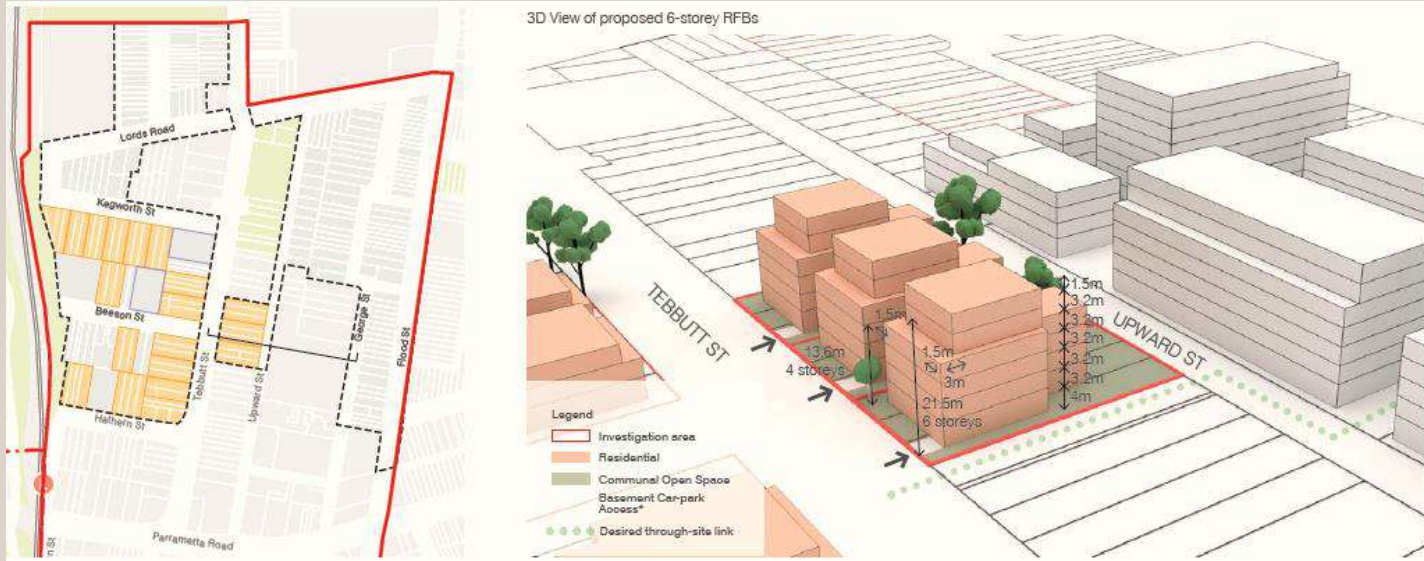 3D View of proposed 6-storey RFBs
Lords Road
Kegworth St
Beeson St
Hathern St
Tebbutt St
Upward St
George St
Flood St
Parrametta Road
n St
TEBBUTT ST
UPWARD ST
1.5m
13.6m
4 storeys
1.5m
3m
21.5m
6 storeys
1.5m
3.2m
3.2m
3.2m
3.2m
3.2m
4m
Legend
Investigation area
Residential
Communal Open Space
Basement Car-park
Access*
Desired through-site link